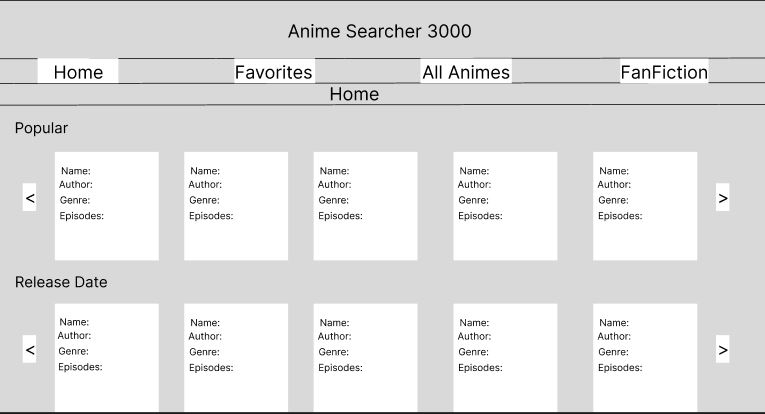 Anime Searcher 3000
Home Favorites All Animes FanFiction
Home
Popular
Name: Name: Name: Name: Name:
Author: Author: Author: Author: Author:
< Genre: Genre: Genre: Genre: Genre: >
Episodes: Episodes: Episodes: Episodes: Episodes:
Release Date
Name: Name: Name: Name: Name:
Author: Author: Author: Author: Author:
< Genre: Genre: Genre: Genre: Genre: >
Episodes: Episodes: Episodes: Episodes: Episodes: